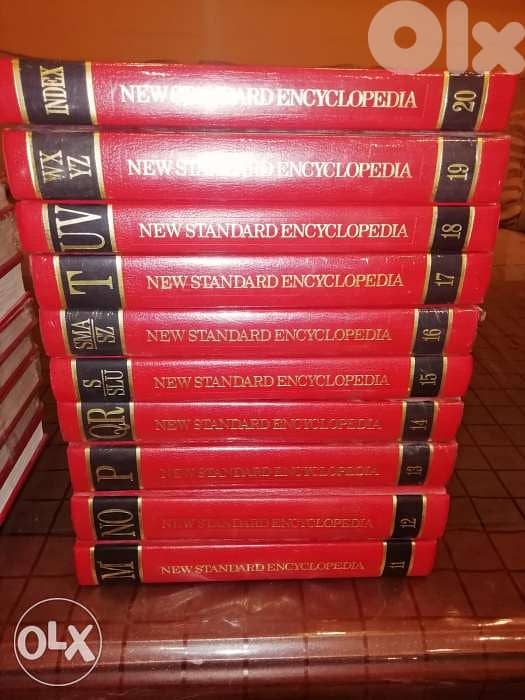 OLX
INDEX NEW STANDARD ENCYCLOPEDIA 20
WX
YZ NEW STANDARD ENCYCLOPEDIA 19
UV NEW STANDARD ENCYCLOPEDIA 18
T NEW STANDARD ENCYCLOPEDIA 17
SMA
SZ NEW STANDARD ENCYCLOPEDIA 16
S
SLU NEW STANDARD ENCYCLOPEDIA 15
QR NEW STANDARD ENCYCLOPEDIA 14
P NEW STANDARD ENCYCLOPEDIA 13
NO NEW STANDARD ENCYCLOPEDIA 12
M NEW STANDARD ENCYCLOPEDIA 11
OLX